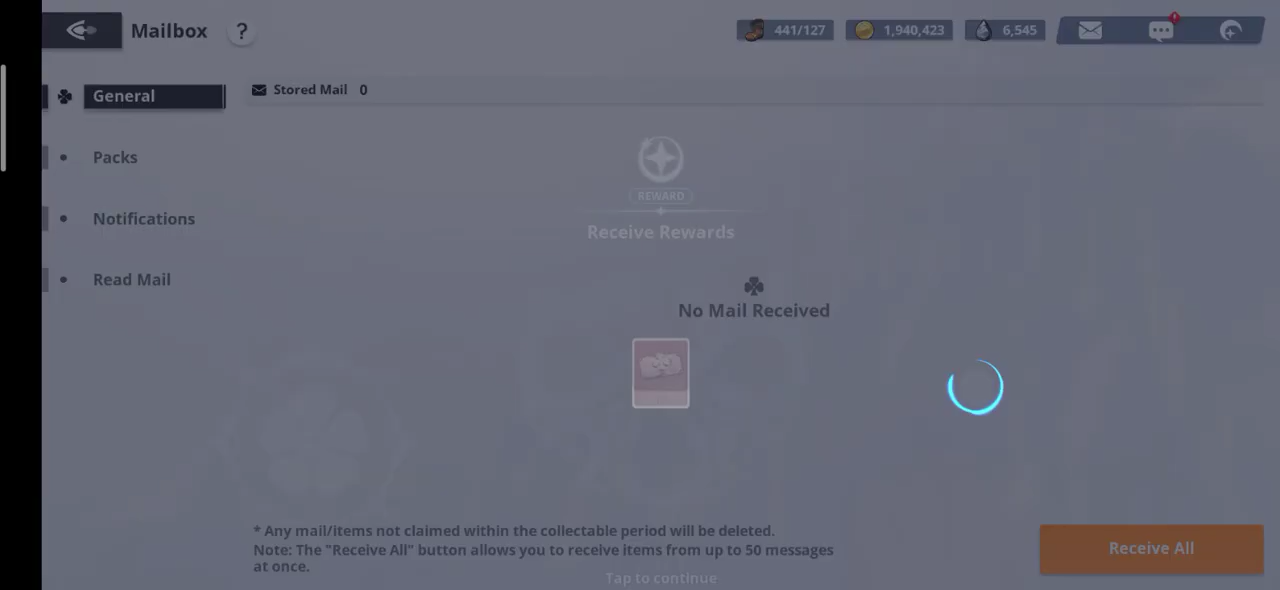 Mailbox ?
441/127
1,940,423
6,545
General
Packs
Notifications
Read Mail
Stored Mail 0
REWARD
Receive Rewards
No Mail Received
* Any mail/items not claimed within the collectable period will be deleted.
Note: The "Receive All" button allows you to receive items from up to 50 messages
at once.
Tap to continue
Receive All